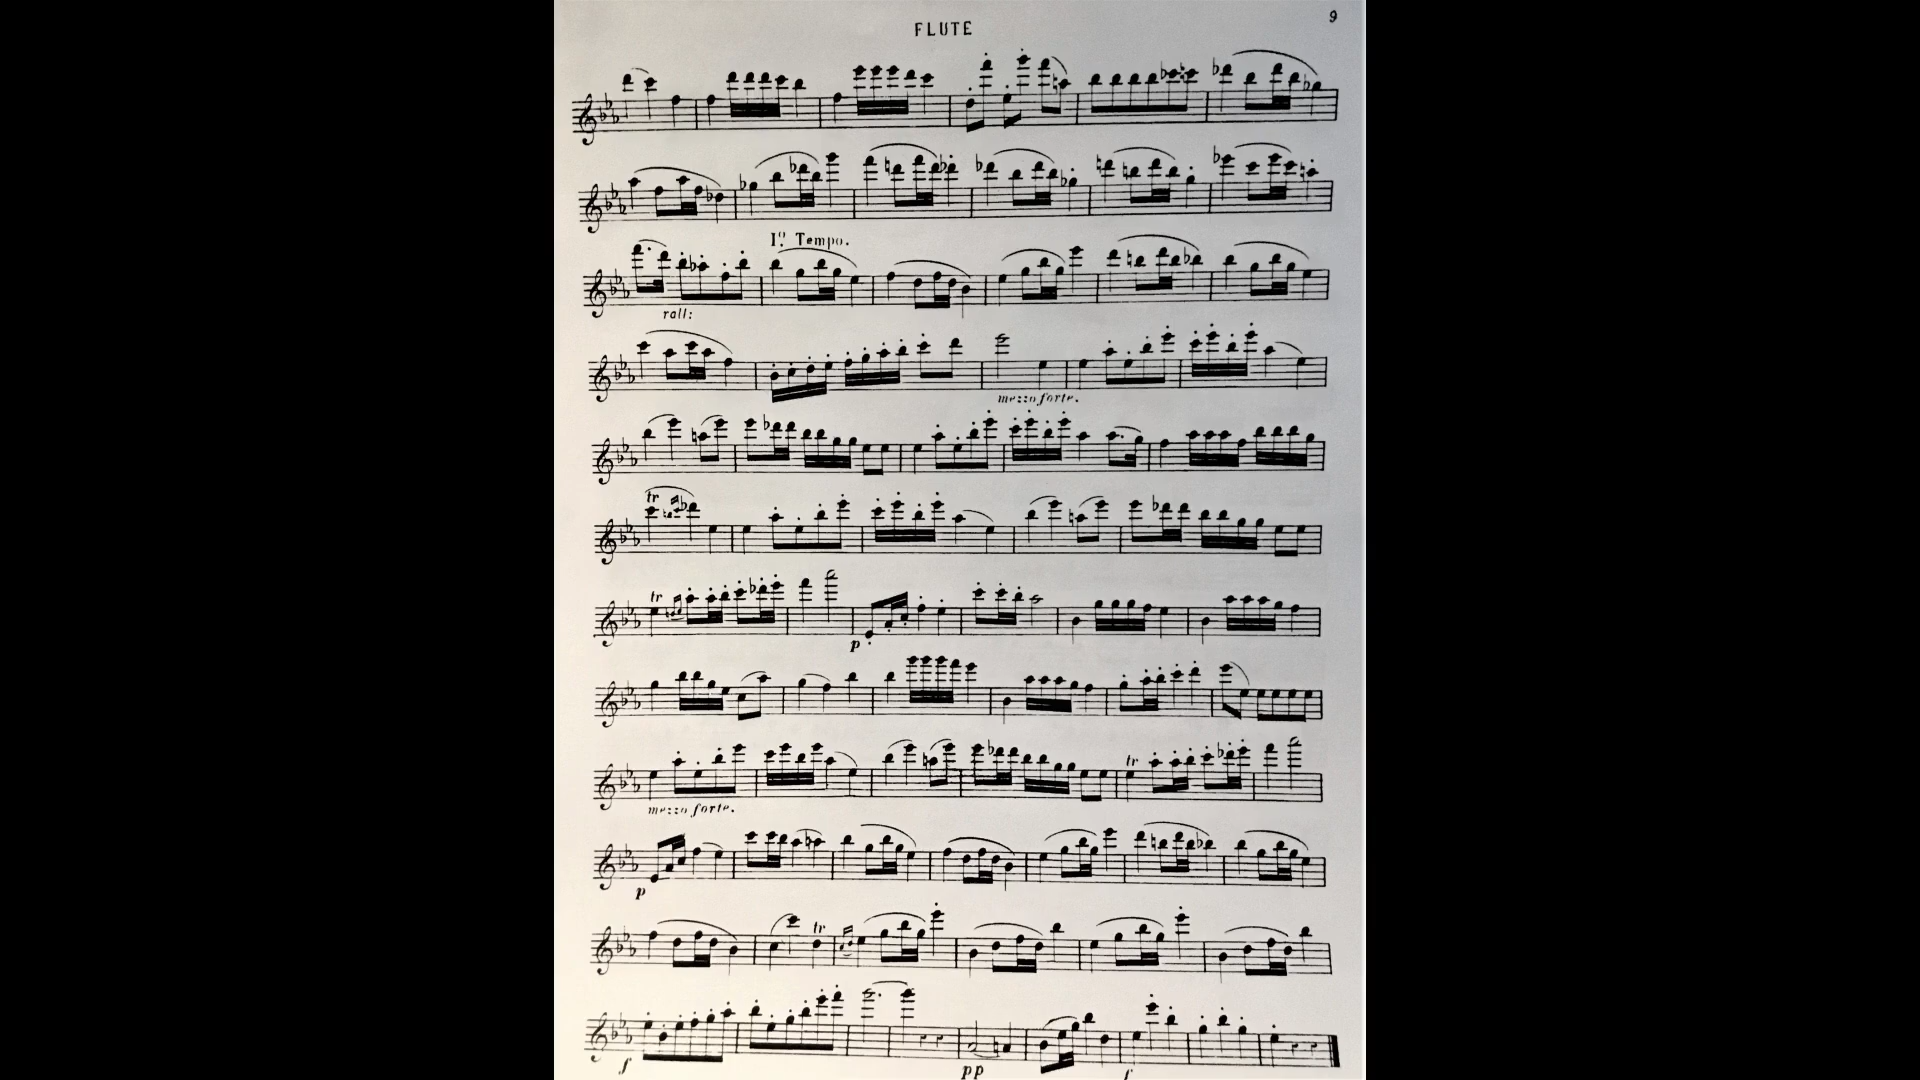 FLUTE
9
I° Tempo.
rall:
mezzo forte.
tr
tr
p
tr
mezzo forte.
p
tr
f
pp
f